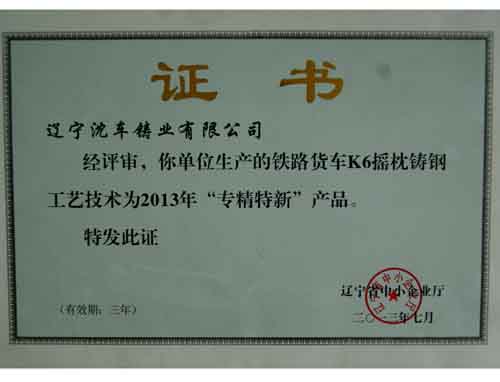 证书
辽宁沈车铸业有限公司
经评审，你单位生产的铁路货车K6摇枕铸钢
工艺技术为2013年“专精特新”产品。
特发此证
辽宁省中小企业厅
（有效期：三年）
二〇一三年七月